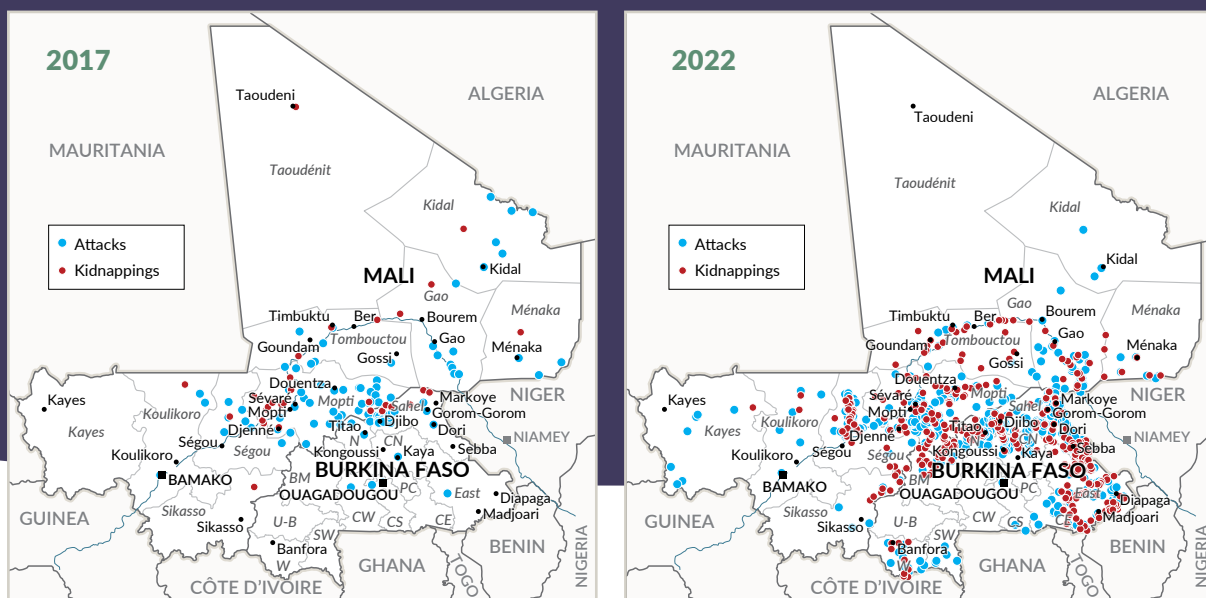 2017
Taoudeni
ALGERIA
MAURITANIA
Taoudénit
Kidal
Attacks
Kidnappings
Kidal
MALI
Gao
Ménaka
Timbuktu
Ber
Bourem
Tombouctou
Goundam
Gao
Gossi
Ménaka
Douentza
NIGER
Kayes
Sévaré
Mopti
Sahel
Markoye
Koulikoro
Mopti
Gorom-Gorom
Djenné
Titao
Djibo
Dori
Kayes
Ségou
N
CN
NIAMEY
Koulikoro
Ségou
Kongoussi
Kaya
Sebba
BAMAKO
BM
BURKINA FASO
OUAGADOUGOU
PC
East
Diapaga
Sikasso
Madjoari
GUINEA
Sikasso
U-B
CW
CS
CE
SW
Banfora
BENIN
W
GHANA
TOGO
NIGERIA
CÔTE D'IVOIRE
2022
Taoudeni
ALGERIA
MAURITANIA
Taoudénit
Kidal
Attacks
Kidnappings
Kidal
MALI
Gao
Ménaka
Timbuktu
Ber
Bourem
Goundam
Tombouctou
Gao
Gossi
Ménaka
Douentza
NIGER
Kayes
Sévaré
Mopti
Markoye
Koulikoro
Mopti
Sahel
Gorom-Gorom
Kayes
Djenné
Titao
Djibo
Dori
N
CN
NIAMEY
Koulikoro
Ségou
Ségou
Kongoussi
Kaya
Sebba
BAMAKO
BM
BURKINA FASO
OUAGADOUGOU
PC
East
Diapaga
Sikasso
Madjoari
GUINEA
Sikasso
U-B
CW
CS
CE
SW
Banfora
BENIN
W
GHANA
TOGO
NIGERIA
CÔTE D'IVOIRE